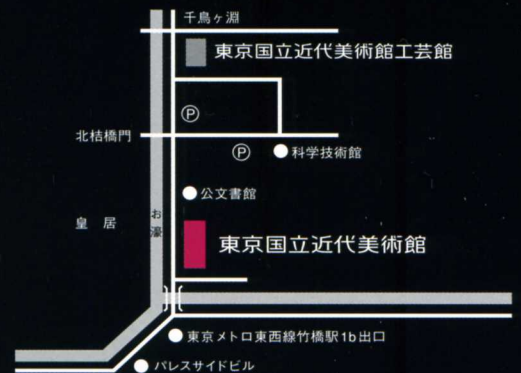 千鳥ヶ淵
東京国立近代美術館工芸館
Ⓟ
北桔橋門
Ⓟ
科学技術館
公文書館
皇居
お濠
東京国立近代美術館
東京メトロ東西線竹橋駅1b出口
パレスサイドビル